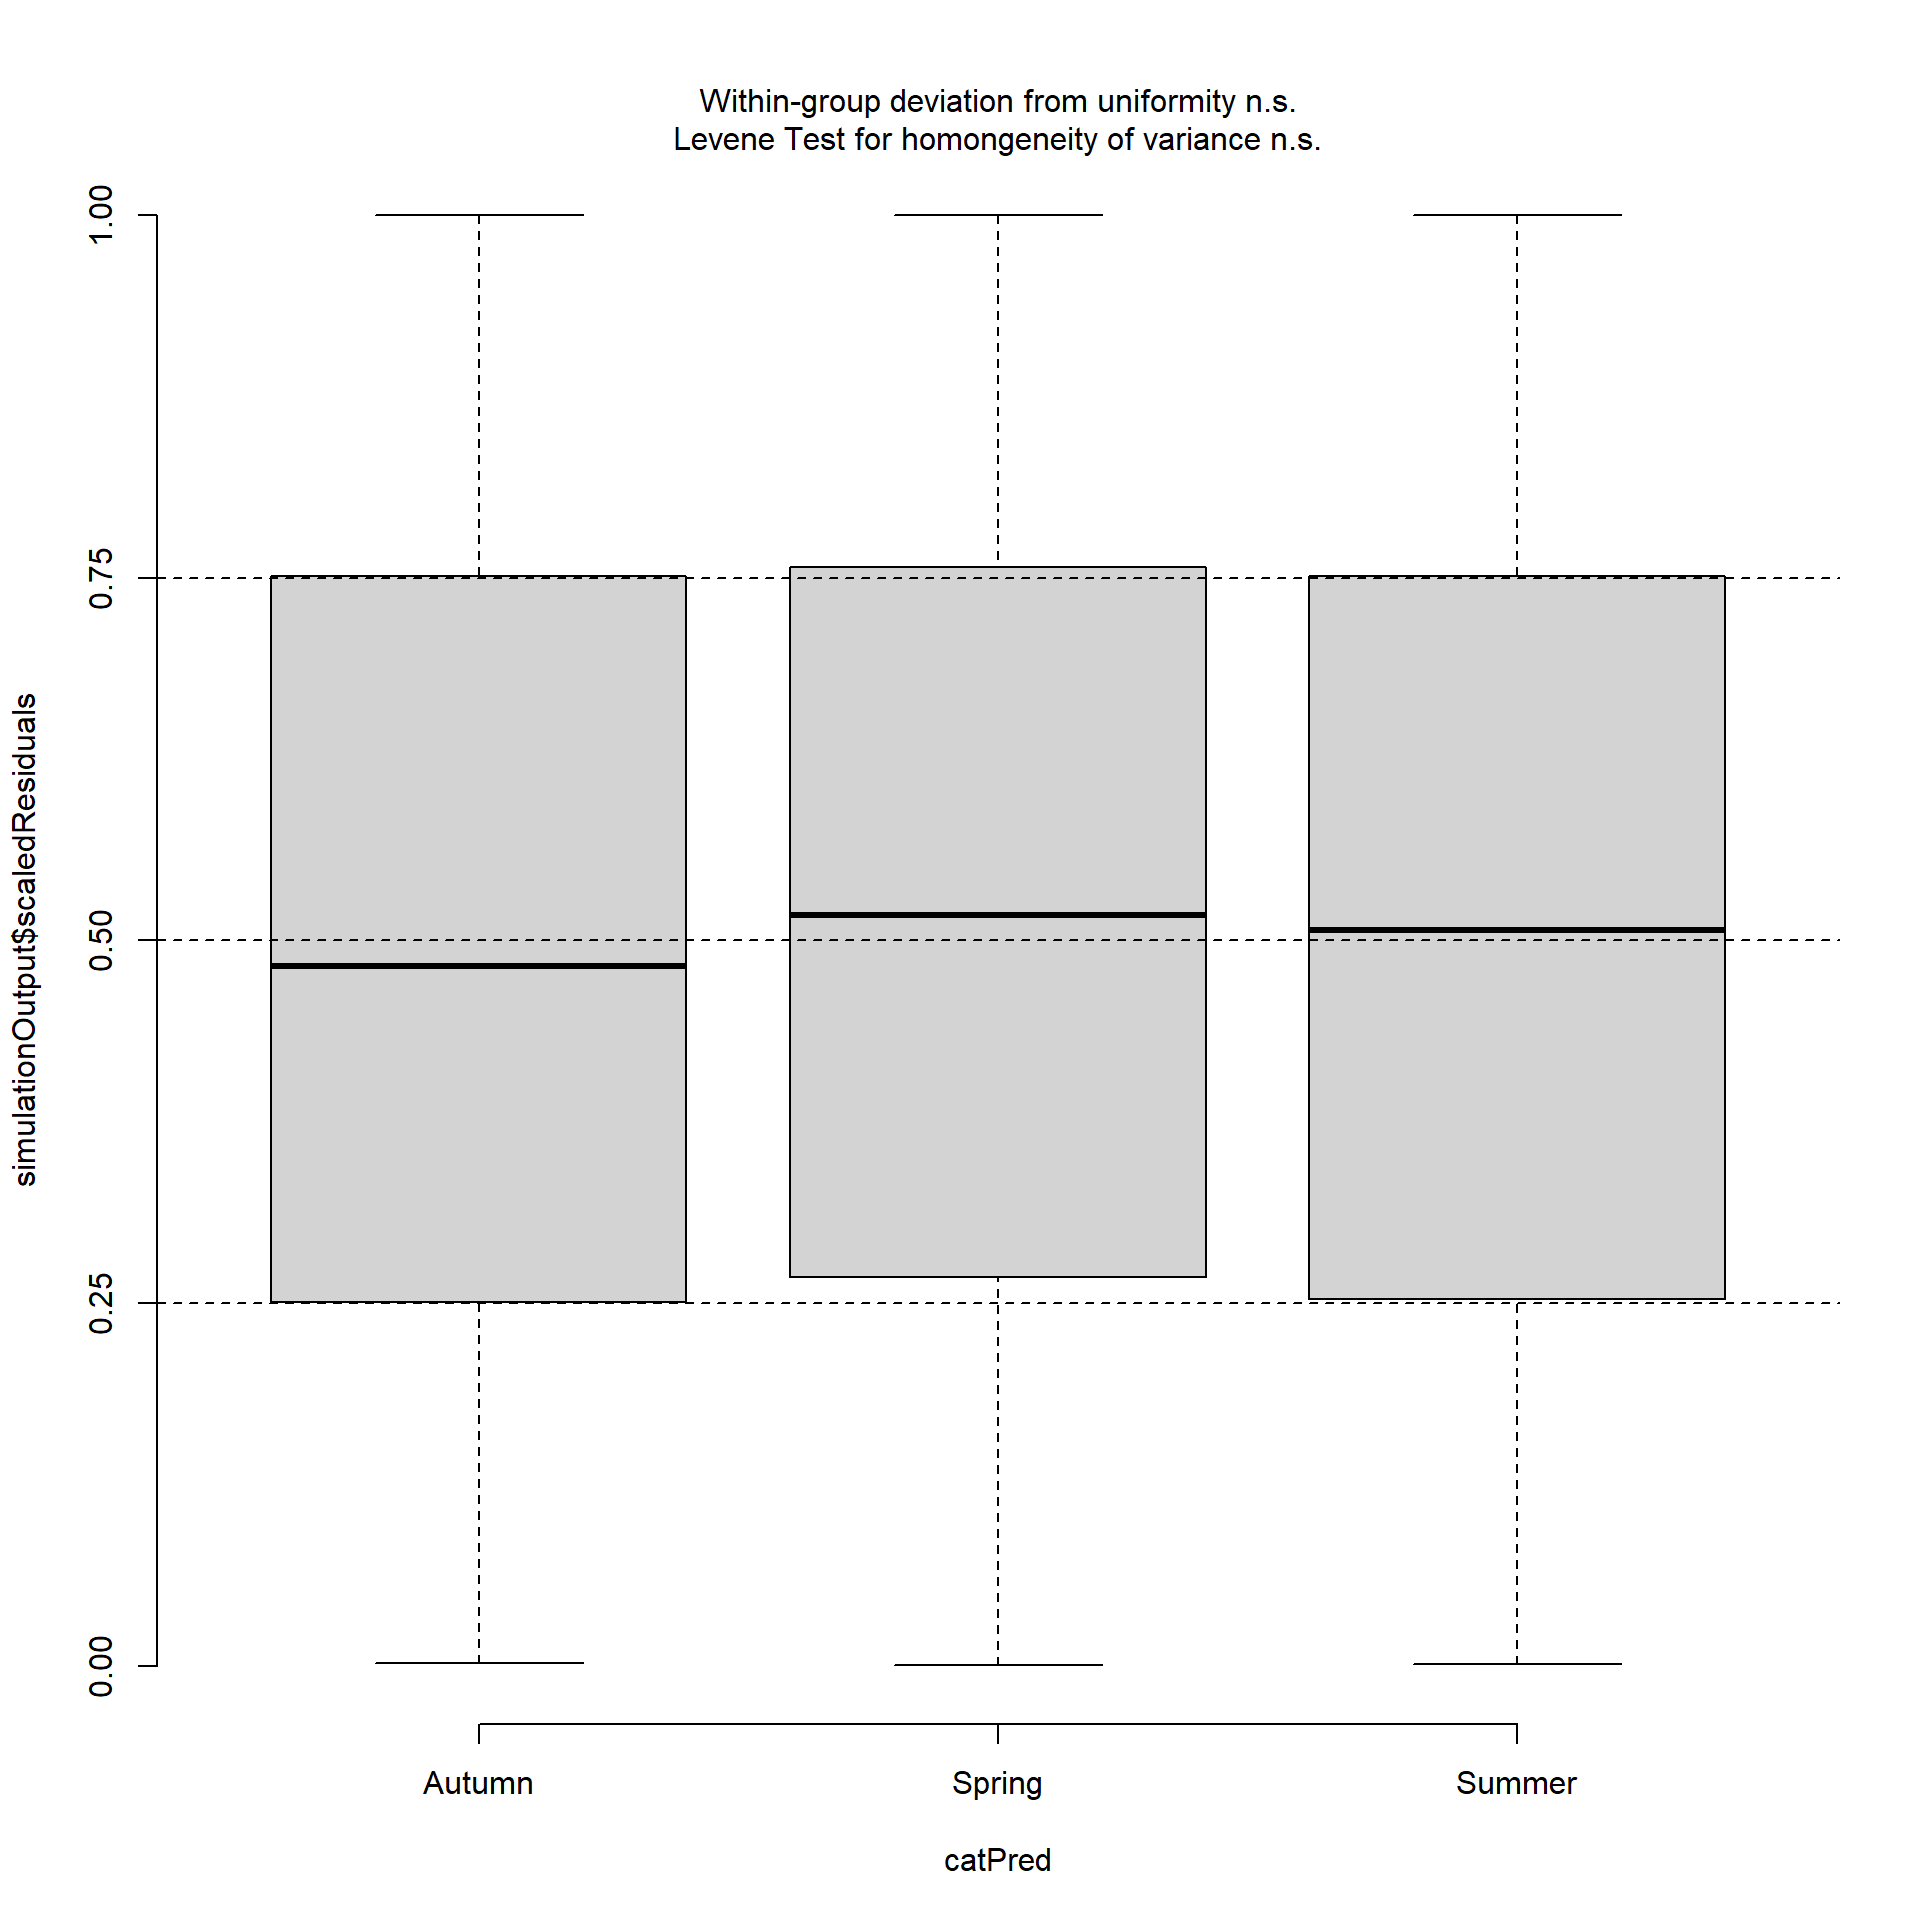 Within-group deviation from uniformity n.s.
Levene Test for homongeneity of variance n.s.
simulationOutput$scaledResiduals
1.00
0.75
0.50
0.25
0.00
Autumn
Spring
Summer
catPred